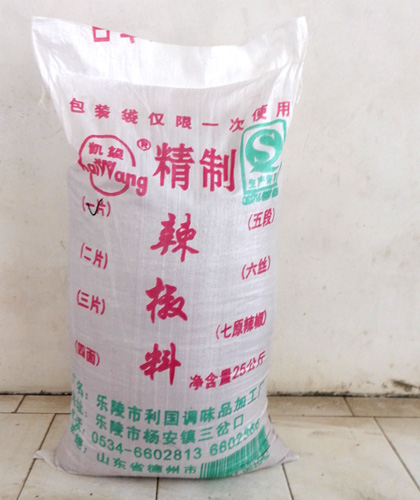 包装袋仅限一次使用
凯望®
KaiWang
精制
辣椒料
(一片)
(二片)
(三片)
(四面)
(五段)
(六丝)
(七原辣椒)
净含量25公斤
乐陵市利国调味品加工厂
乐陵市杨安镇三岔口
0534-6602813
山东省德州市